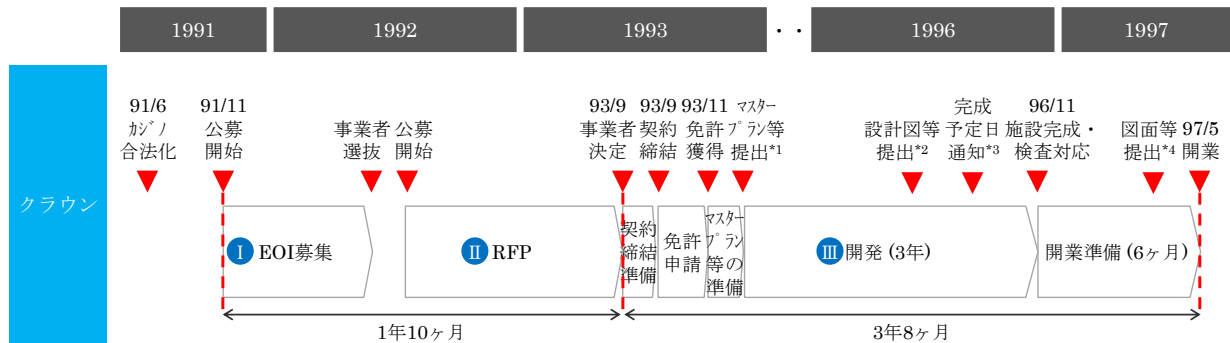 1991
1992
1993
・・
1996
1997
クラウン
91/6
ｶｼﾞﾉ
合法化
91/11
公募
開始
事業者
選抜
公募
開始
93/9
事業者
決定
93/9
契約
締結
93/11
免許
獲得
ﾏｽﾀｰ
ﾌﾟﾗﾝ等
提出*1
設計図等
提出*2
完成
予定日
通知*3
96/11
施設完成・
検査対応
図面等
提出*4
97/5
開業
Ⅰ EOI募集
Ⅱ RFP
契約
締結
準備
免許
申請
ﾏｽﾀｰ
ﾌﾟﾗﾝ
等の
準備
Ⅲ 開発 (3年)
開業準備 (6ヶ月)
1年10ヶ月
3年8ヶ月